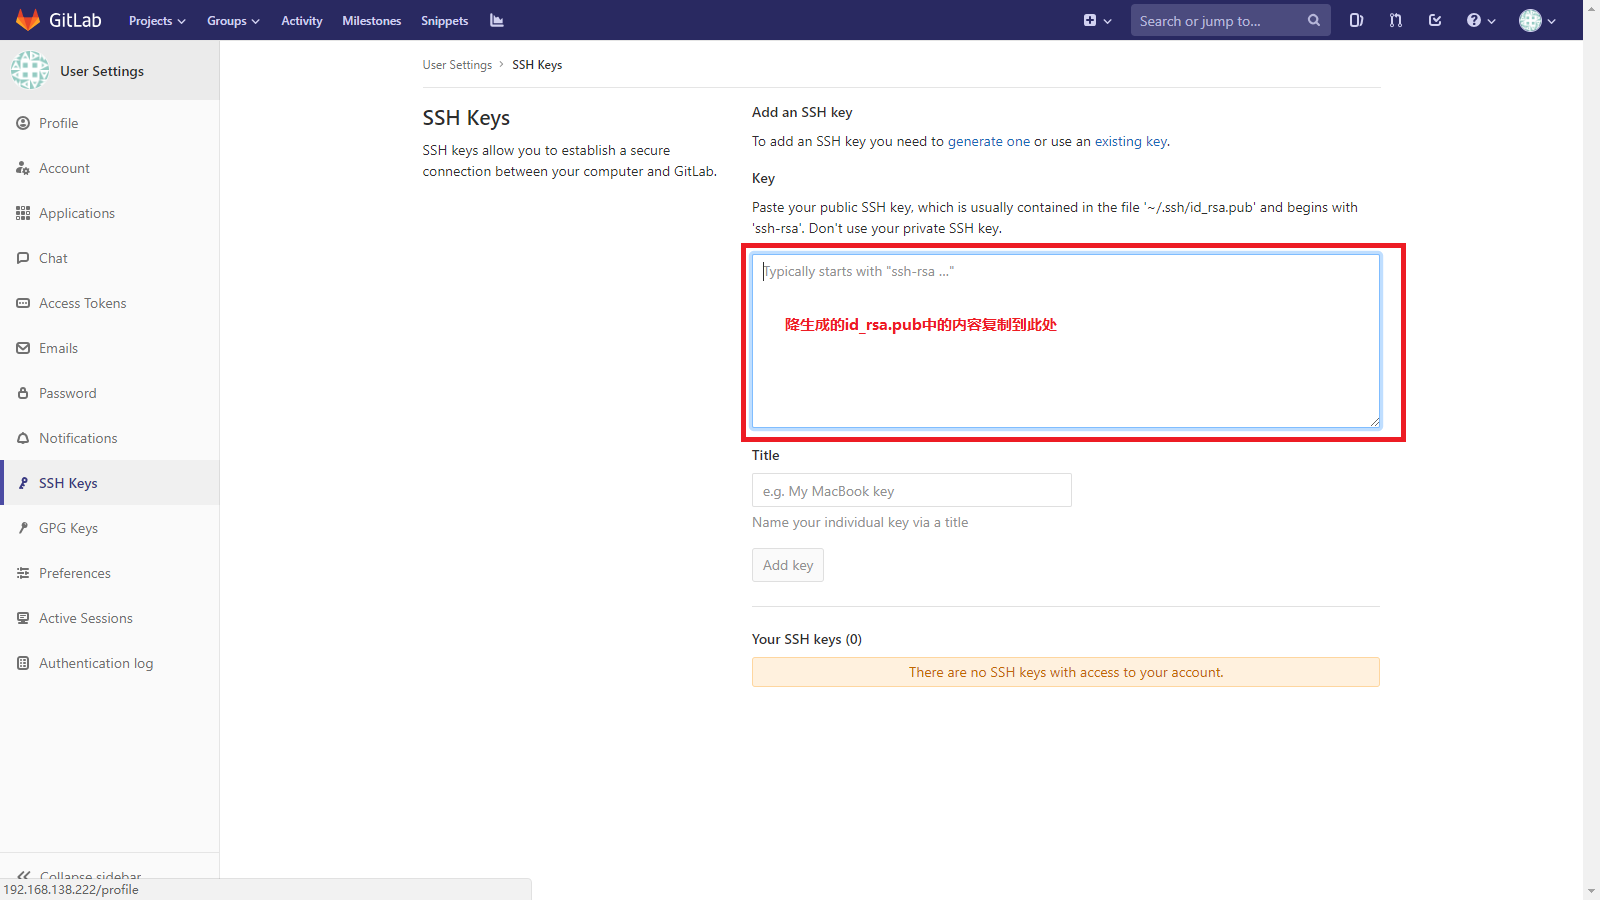 GitLab Projects Groups Activity Milestones Snippets Search or jump to...
User Settings
Profile
Account
Applications
Chat
Access Tokens
Emails
Password
Notifications
SSH Keys
GPG Keys
Preferences
Active Sessions
Authentication log
Collapse sidebar
192.168.138.222/profile
User Settings › SSH Keys
SSH Keys
SSH keys allow you to establish a secure
connection between your computer and GitLab.
Add an SSH key
To add an SSH key you need to generate one or use an existing key.
Key
Paste your public SSH key, which is usually contained in the file '~/.ssh/id_rsa.pub' and begins with
'ssh-rsa'. Don't use your private SSH key.
Typically starts with "ssh-rsa ..."
降生成的id_rsa.pub中的内容复制到此处
Title
e.g. My MacBook key
Name your individual key via a title
Add key
Your SSH keys (0)
There are no SSH keys with access to your account.